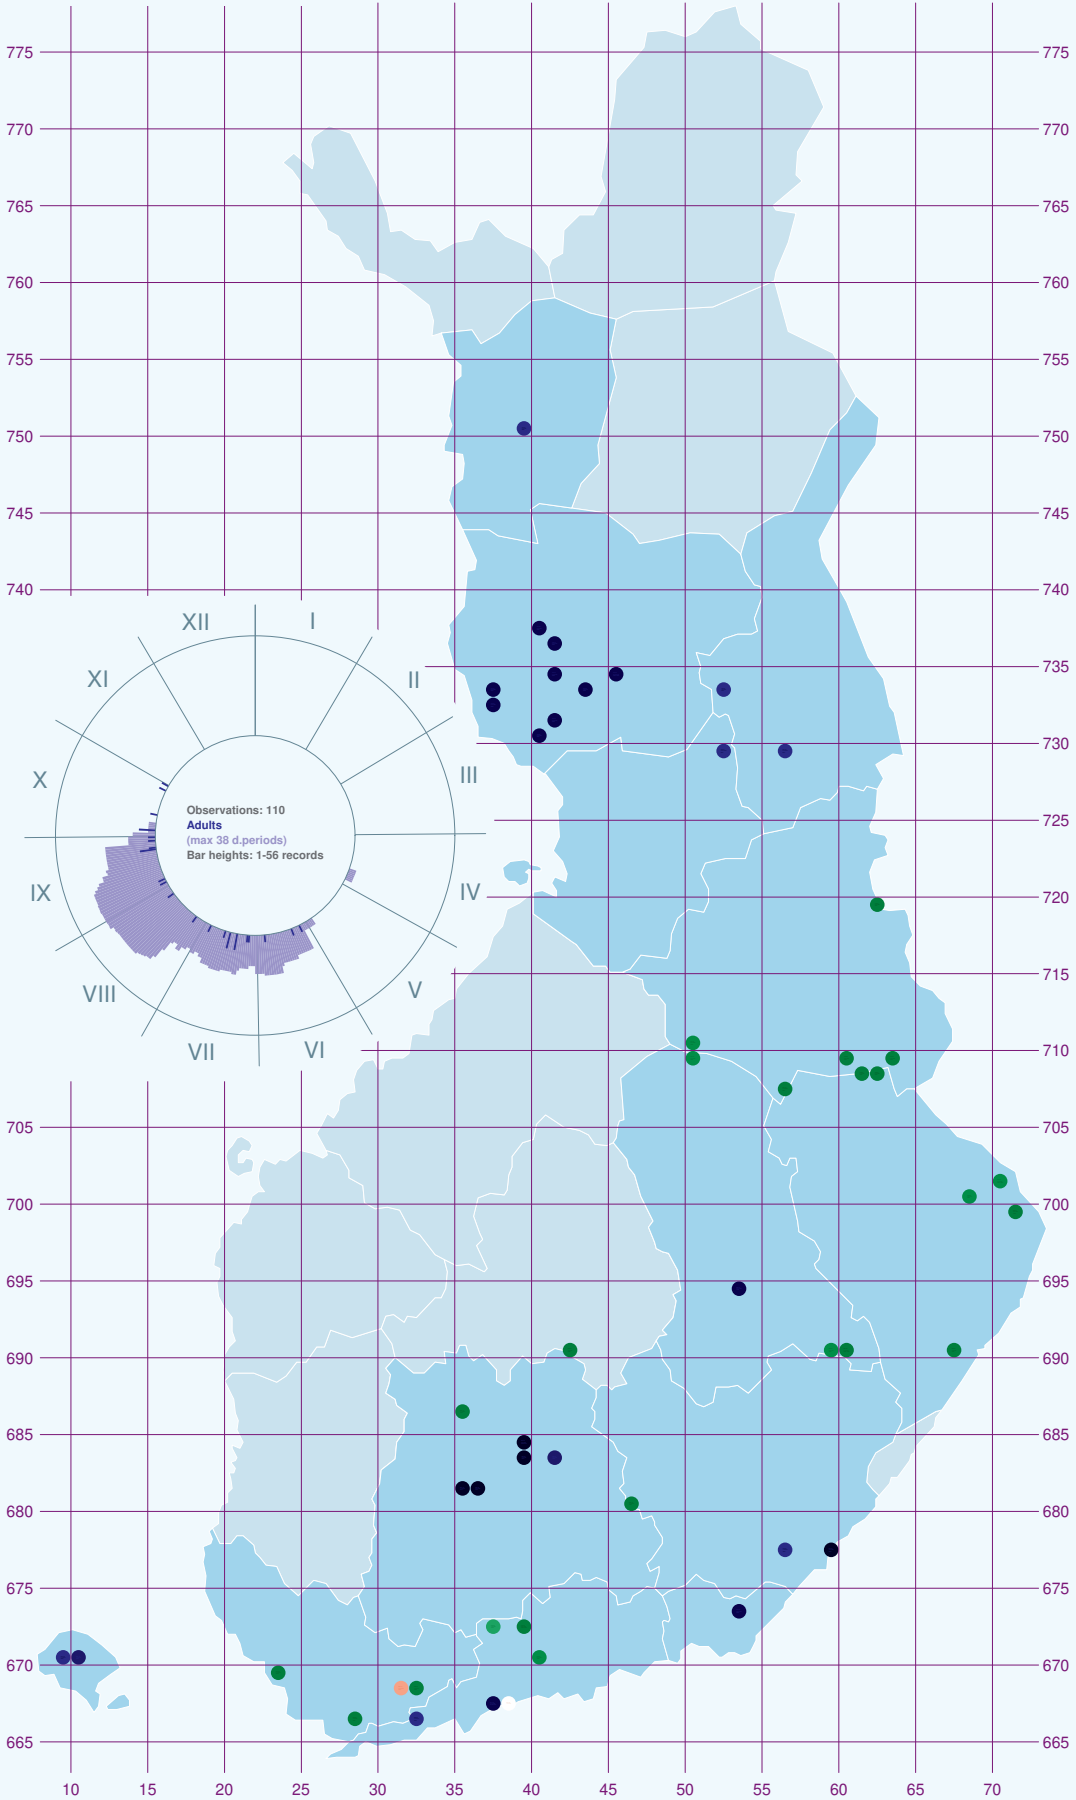 775 775
770 770
765 765
760 760
755 755
750 750
745 745
740 740
XII I
XI II
735
730
X III
Observations: 110
Adults
(max 38 d.periods)
Bar heights: 1-56 records
725
IX IV
720
VIII V
715
VII VI
710
705 705
700 700
695 695
690 690
685 685
680 680
675 675
670 670
665 665
10 15 20 25 30 35 40 45 50 55 60 65 70